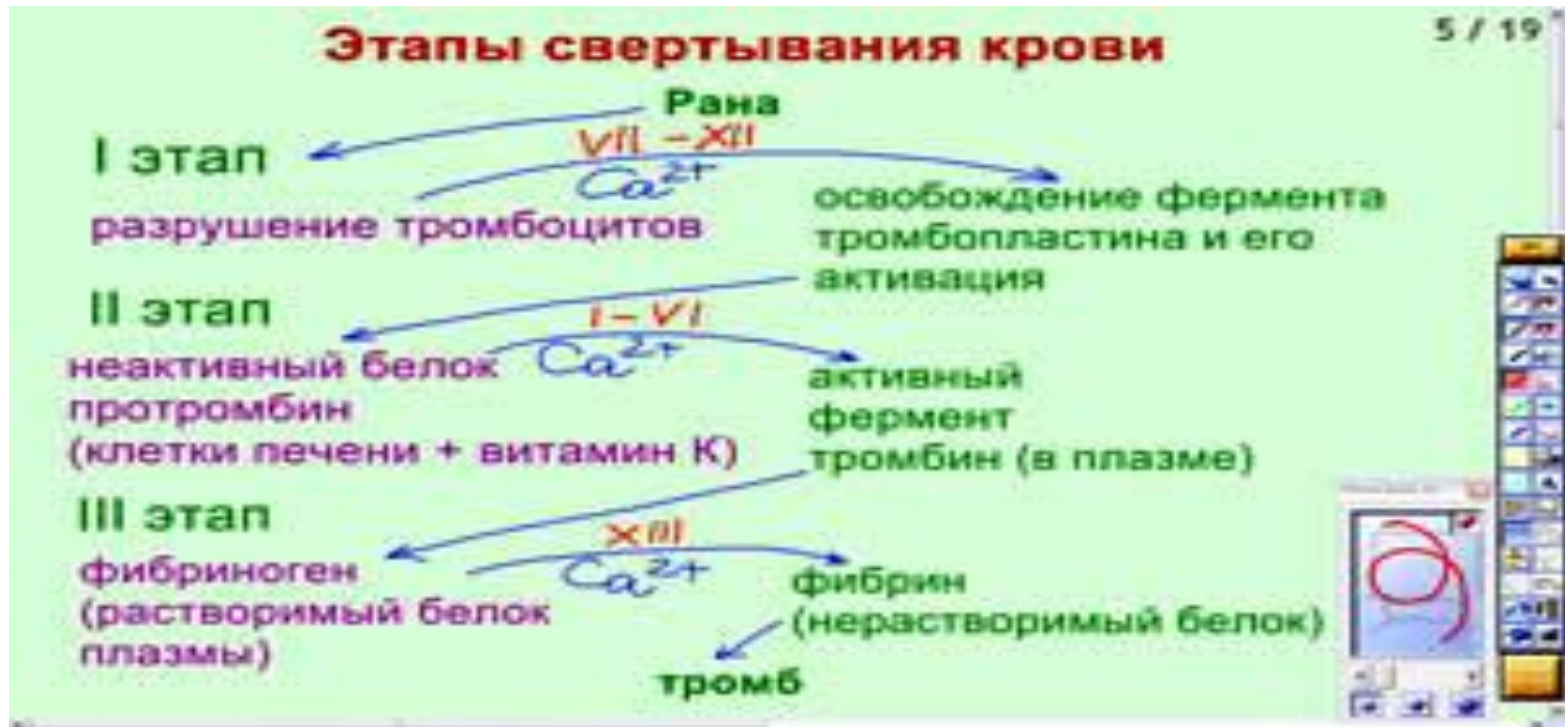 Этапы свертывания крови
5 / 19
Рана
I этап
VII - XII
Ca2+
разрушение тромбоцитов
освобождение фермента
тромбопластина и его
активация
II этап
I - VI
Ca2+
неактивный белок
протромбин
(клетки печени + витамин К)
активный
фермент
тромбин (в плазме)
III этап
XIII
Ca2+
фибриноген
(растворимый белок
плазмы)
фибрин
(нерастворимый белок)
тромб